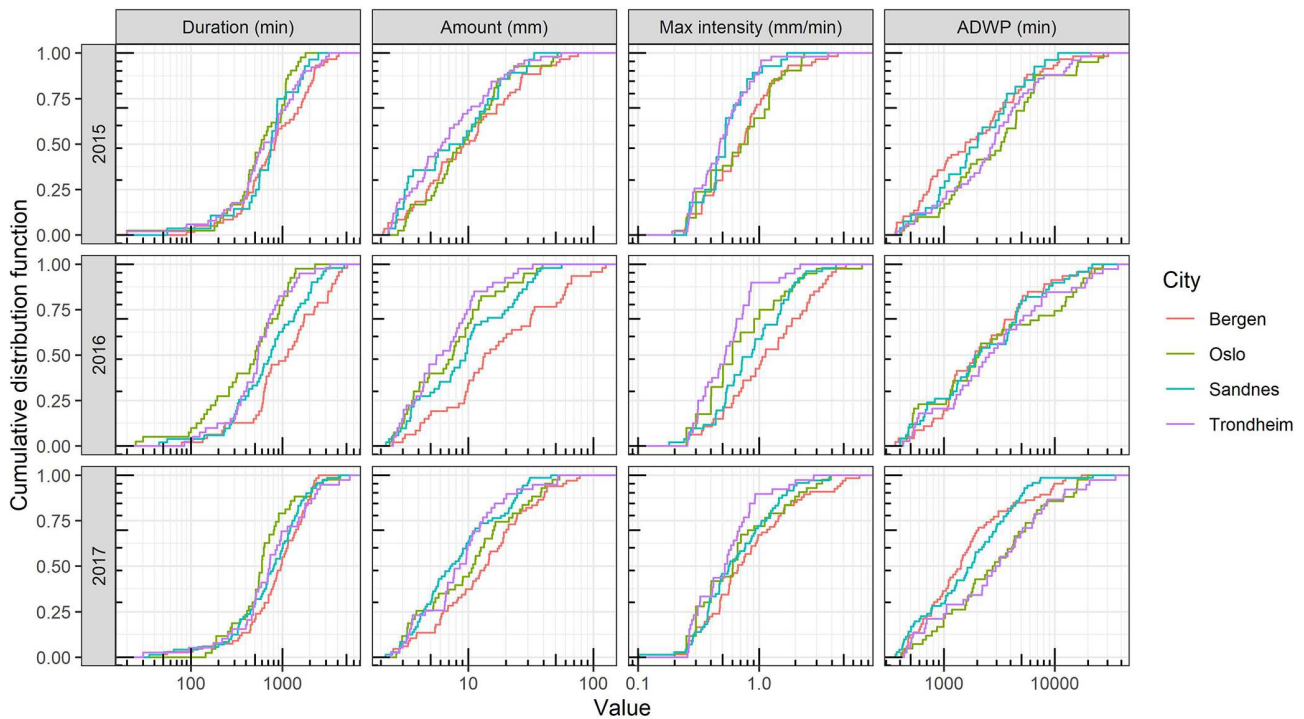 Duration (min) Amount (mm) Max intensity (mm/min) ADWP (min)
Cumulative distribution function
2015
1.00
0.75
0.50
0.25
0.00
2016
1.00
0.75
0.50
0.25
0.00
2017
1.00
0.75
0.50
0.25
0.00
100 1000 10 100 0.1 1.0 1000 10000
Value
City
Bergen
Oslo
Sandnes
Trondheim